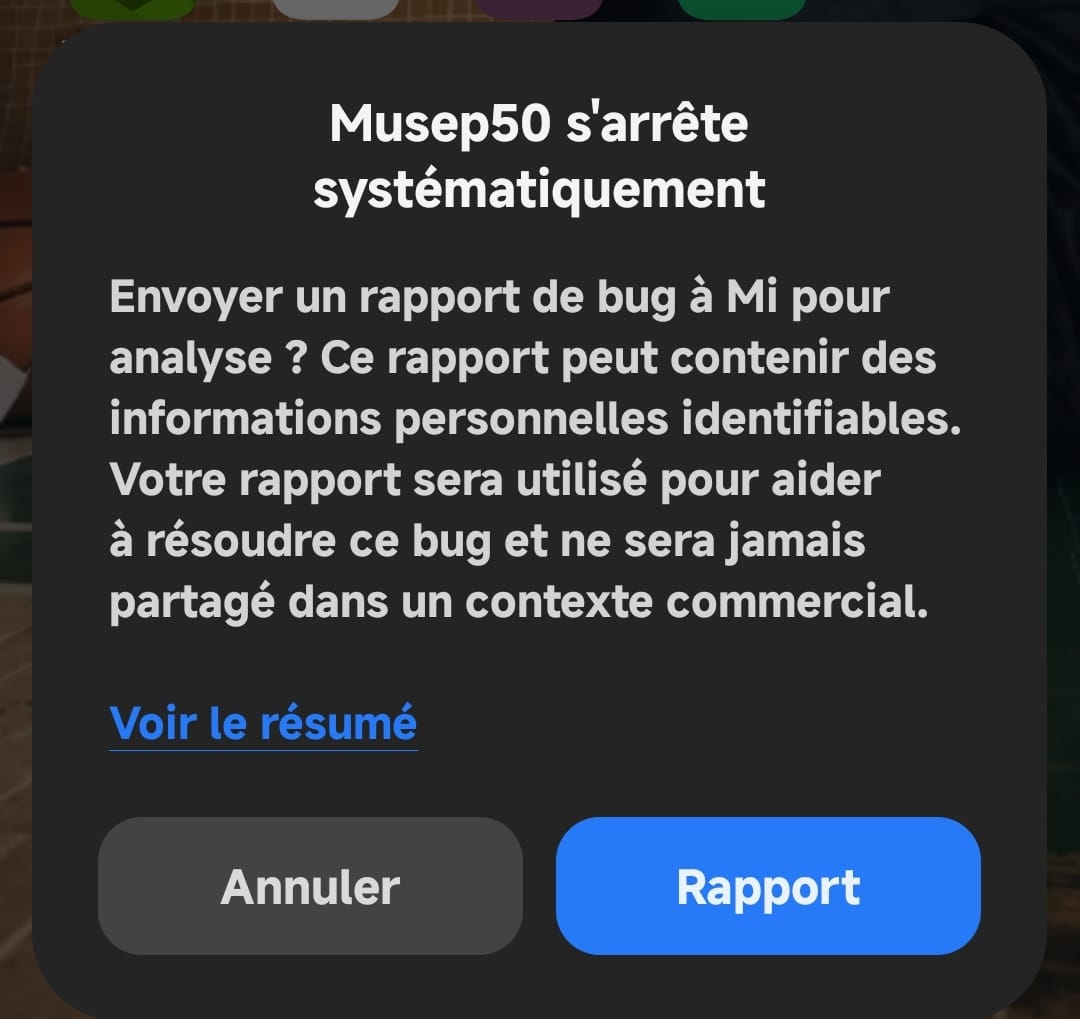 Musep50 s'arrête
systématiquement
Envoyer un rapport de bug à Mi pour
analyse ? Ce rapport peut contenir des
informations personnelles identifiables.
Votre rapport sera utilisé pour aider
à résoudre ce bug et ne sera jamais
partagé dans un contexte commercial.
Voir le résumé
Annuler
Rapport